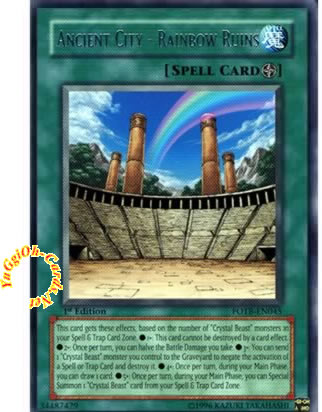 ANCIENT CITY - RAINBOW RUINS
[SPELL CARD]
YuGgiOh-Cards.Net
1st Edition
FOTB-EN043
This card gets these effects, based on the number of "Crystal Beast" monsters in
your Spell & Trap Card Zone. ●1+: This card cannot be destroyed by a card effect.
●2+: Once per turn, you can halve the Battle Damage you take. ●3+: You can send
1 "Crystal Beast" monster you control to the Graveyard to negate the activation
of a Spell or Trap Card and destroy it. ●4+: Once per turn, during your Main Phase,
you can draw 1 card. ●5+: Once per turn, during your Main Phase, you can Special
Summon 1 "Crystal Beast" card from your Spell & Trap Card Zone.
34487429
©1996 KAZUKI TAKAHASHI